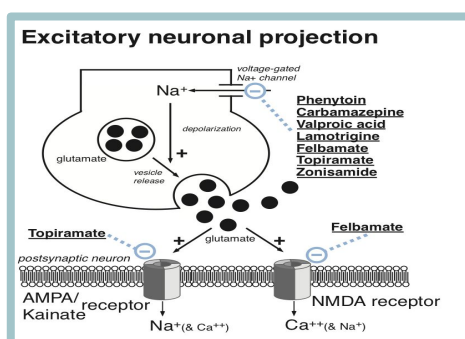 Excitatory neuronal projection
voltage-gated
Na+ channel
Na+
Phenytoin
Carbamazepine
Valproic acid
Lamotrigine
Felbamate
Topiramate
Zonisamide
depolarization
+
glutamate
vesicle
release
Topiramate
+
glutamate
+
Felbamate
postsynaptic neuron
AMPA/
Kainate
receptor
NMDA receptor
Na+(& Ca++)
Ca++(& Na+)